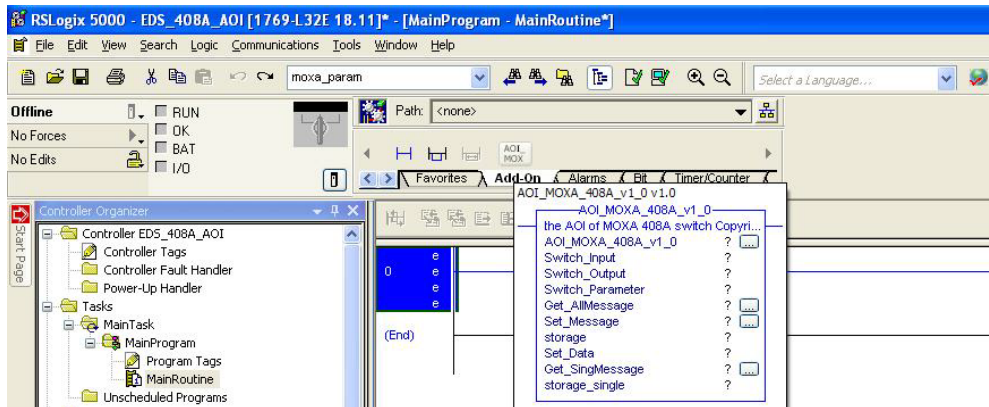 RSLogix 5000 - EDS_408A_AOI [1769-L32E 18.11]* - [MainProgram - MainRoutine*]
File Edit View Search Logic Communications Tools Window Help
moxa_param
Select a Language...
Offline
RUN
No Forces
OK
BAT
No Edits
I/O
Path: <none>
AOI_
MOX
Favorites Add-On Alarms Bit Timer/Counter
Start Page
Controller Organizer
Controller EDS_408A_AOI
Controller Tags
Controller Fault Handler
Power-Up Handler
Tasks
MainTask
MainProgram
Program Tags
MainRoutine
Unscheduled Programs
0
e
e
e
e
(End)
AOI_MOXA_408A_v1_0 v1.0
AOI_MOXA_408A_v1_0
the AOI of MOXA 408A switch Copyri...
AOI_MOXA_408A_v1_0 ? ...
Switch_Input ?
Switch_Output ?
Switch_Parameter ?
Get_AllMessage ? ...
Set_Message ? ...
storage ?
Set_Data ?
Get_SingMessage ? ...
storage_single ?